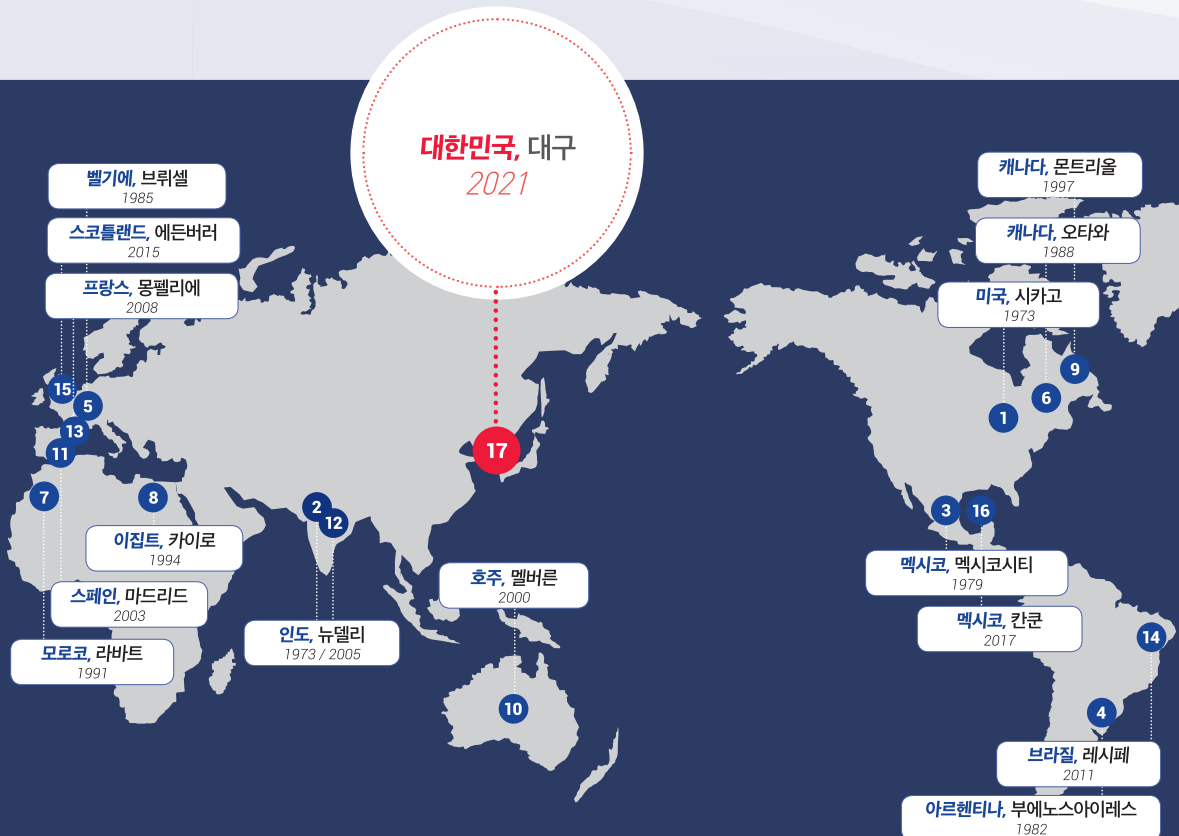 대한민국, 대구
2021
벨기에, 브뤼셀
1985
스코틀랜드, 에든버러
2015
프랑스, 몽펠리에
2008
캐나다, 몬트리올
1997
캐나다, 오타와
1988
미국, 시카고
1973
15
5
13
11
7
8
17
2
12
9
6
1
3
16
이집트, 카이로
1994
스페인, 마드리드
2003
모로코, 라바트
1991
인도, 뉴델리
1973 / 2005
호주, 멜버른
2000
10
멕시코, 멕시코시티
1979
멕시코, 칸쿤
2017
14
4
브라질, 레시페
2011
아르헨티나, 부에노스아이레스
1982